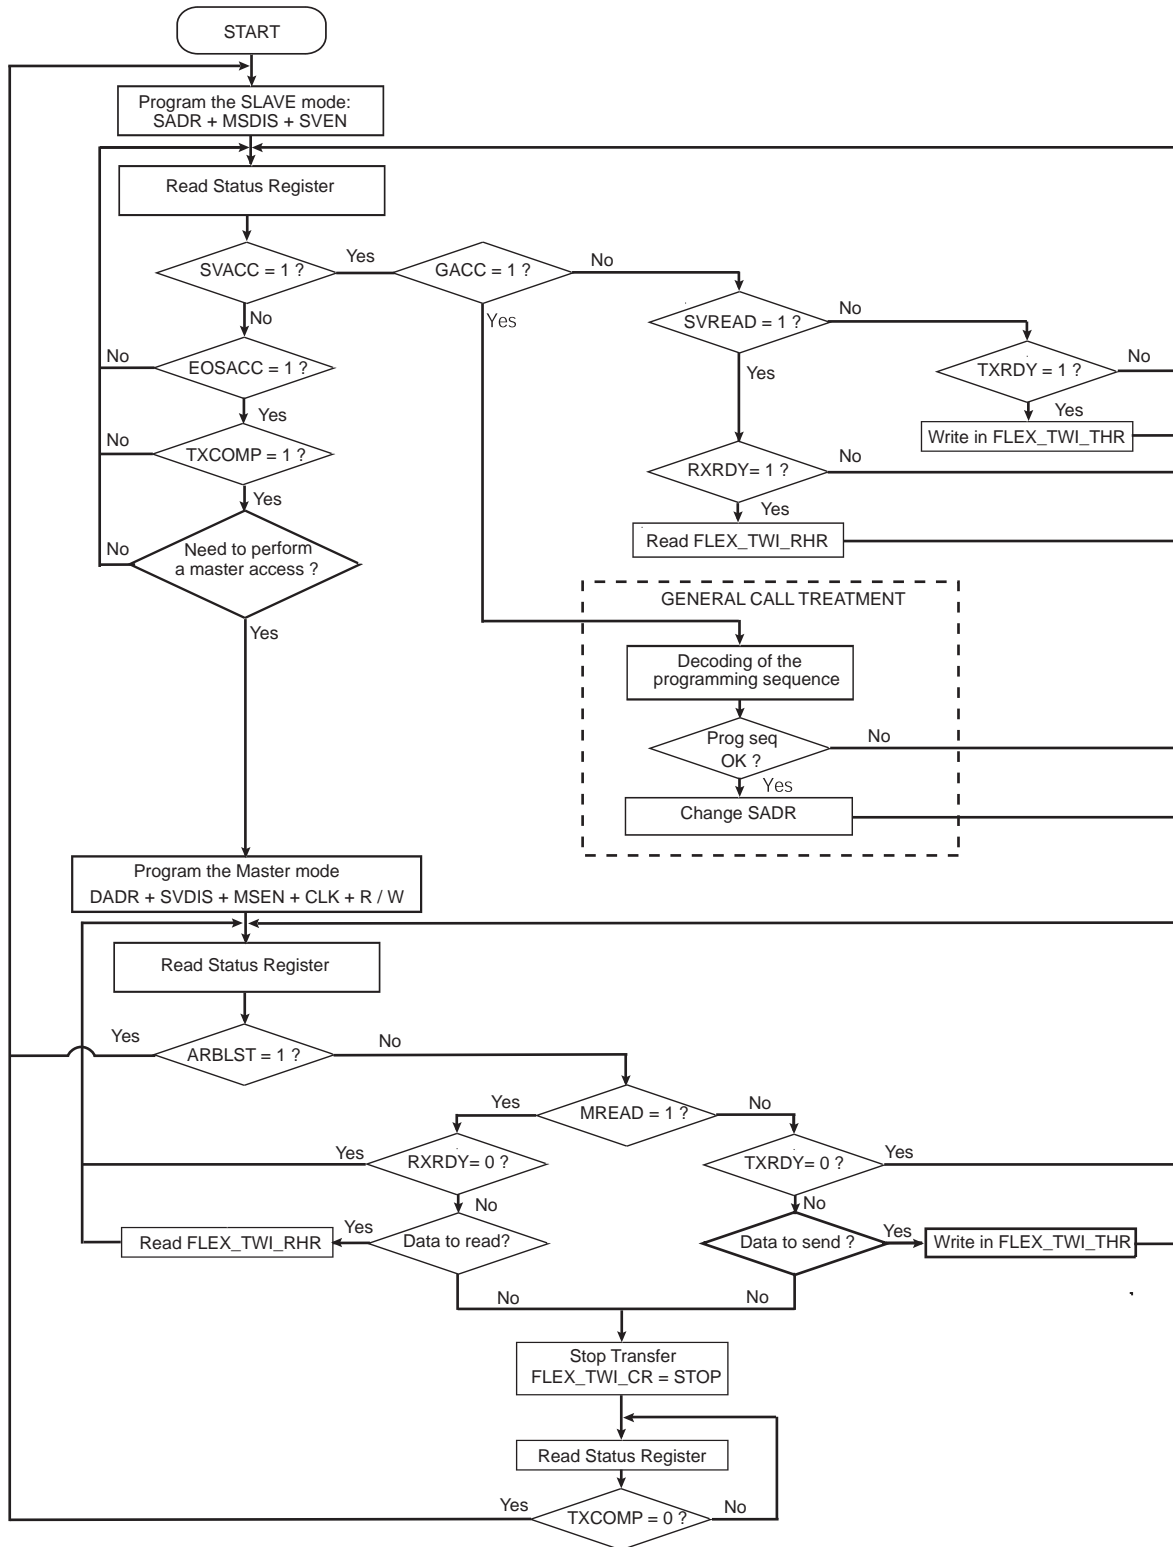 START
Program the SLAVE mode:
SADR + MSDIS + SVEN
Read Status Register
SVACC = 1 ?
Yes
GACC = 1 ?
No
SVREAD = 1 ?
No
TXRDY = 1 ?
No
Yes
Write in FLEX_TWI_THR
No
EOSACC = 1 ?
No
Yes
Yes
Yes
No
TXCOMP = 1 ?
Yes
RXRDY= 1 ?
No
Yes
Read FLEX_TWI_RHR
No
Need to perform
a master access ?
Yes
GENERAL CALL TREATMENT
Decoding of the
programming sequence
Prog seq
OK ?
No
Yes
Change SADR
Program the Master mode
DADR + SVDIS + MSEN + CLK + R / W
Read Status Register
Yes
ARBLST = 1 ?
No
Yes
MREAD = 1 ?
No
Yes
RXRDY= 0 ?
No
TXRDY= 0 ?
Yes
No
Read FLEX_TWI_RHR
Yes
Data to read?
Data to send ?
Yes
Write in FLEX_TWI_THR
No
No
Stop Transfer
FLEX_TWI_CR = STOP
Read Status Register
Yes
TXCOMP = 0 ?
No